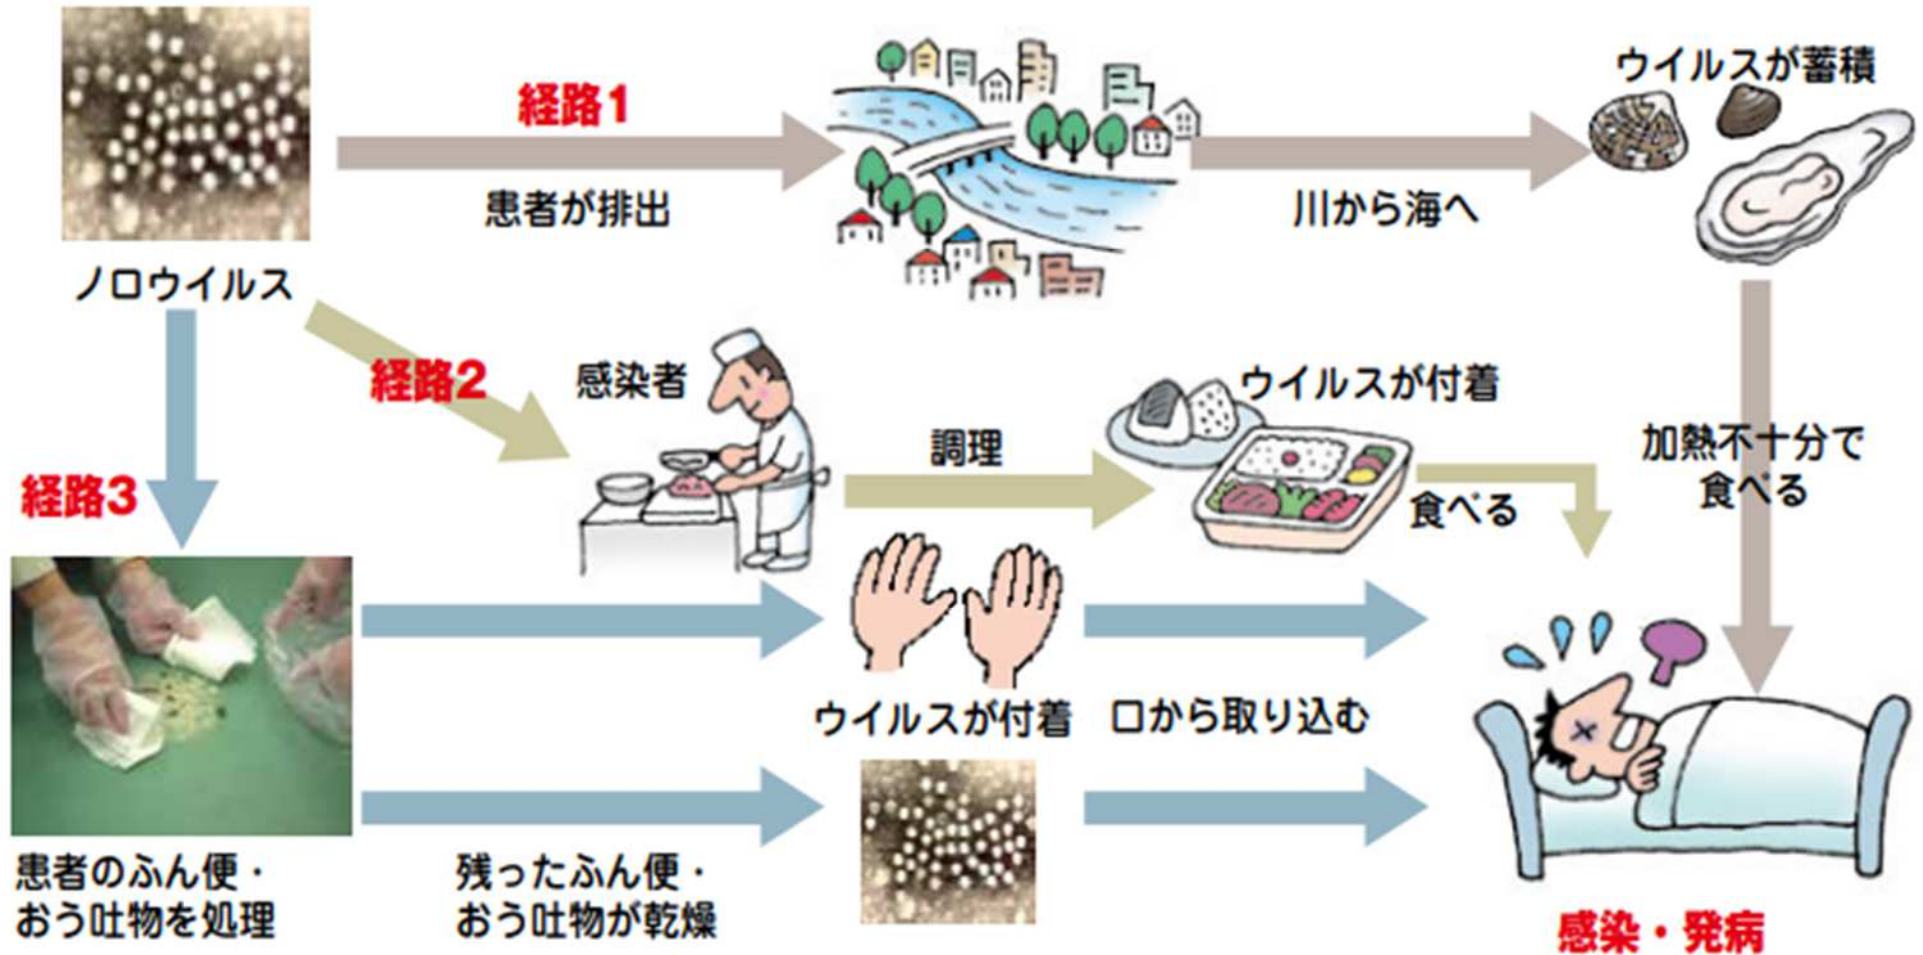 経路1
患者が排出
川から海へ
ウイルスが蓄積
ノロウイルス
経路2
感染者
調理
ウイルスが付着
食べる
加熱不十分で
食べる
経路3
ウイルスが付着
口から取り込む
患者のふん便・
おう吐物を処理
残ったふん便・
おう吐物が乾燥
感染・発病